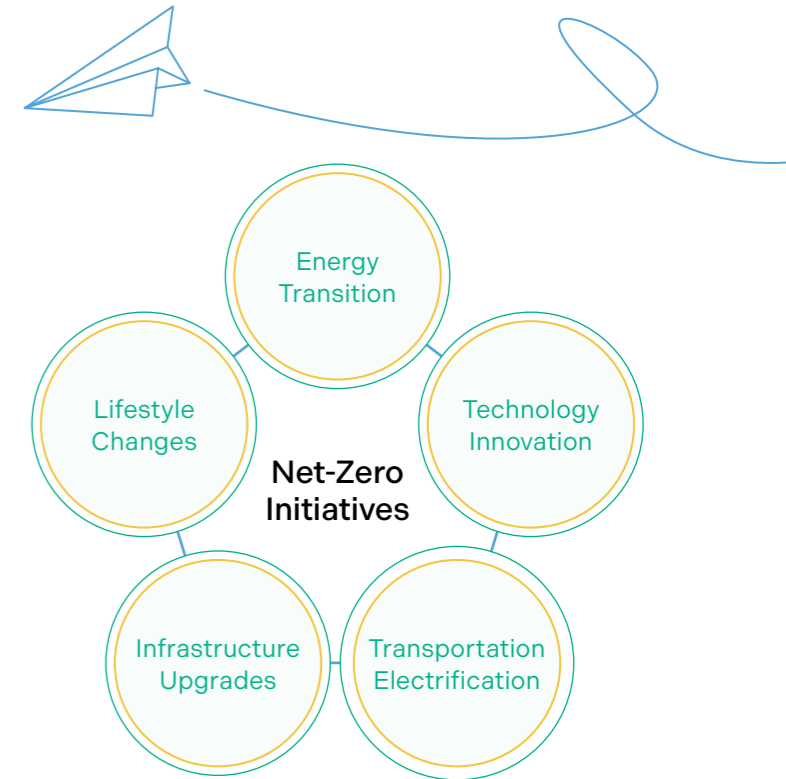 Energy
Transition
Lifestyle
Changes
Technology
Innovation
Net-Zero
Initiatives
Infrastructure
Upgrades
Transportation
Electrification